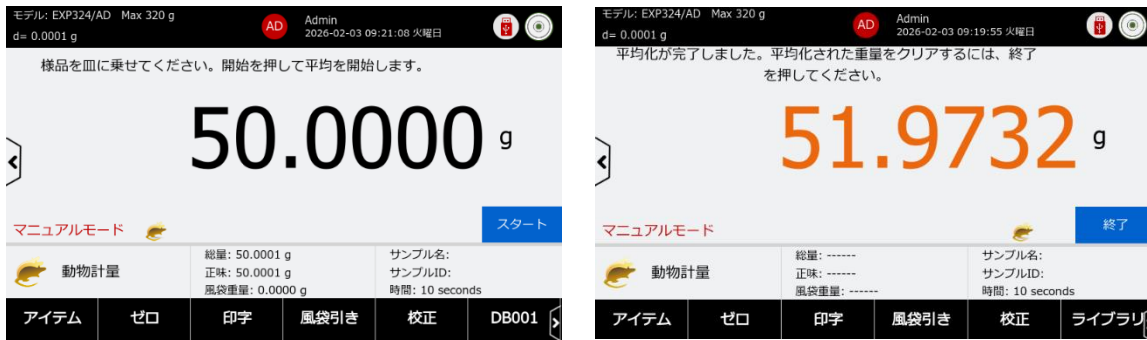 モデル: EXP324/AD Max 320 g
d= 0.0001 g
AD
Admin
2026-02-03 09:21:08 火曜日
様品を皿に乗せてください。開始を押して平均を開始します。
50.0000 g
マニュアルモード
スタート
動物計量
総量: 50.0001 g
正味: 50.0001 g
風袋重量: 0.0000 g
サンプル名:
サンプルID:
時間: 10 seconds
アイテム ゼロ 印字 風袋引き 校正 DB001
モデル: EXP324/AD Max 320 g
d= 0.0001 g
AD
Admin
2026-02-03 09:19:55 火曜日
平均化が完了しました。平均化された重量をクリアするには、終了
を押してください。
51.9732 g
マニュアルモード
終了
動物計量
総量: ------
正味: ------
風袋重量: ------
サンプル名:
サンプルID:
時間: 10 seconds
アイテム ゼロ 印字 風袋引き 校正 ライブラリ